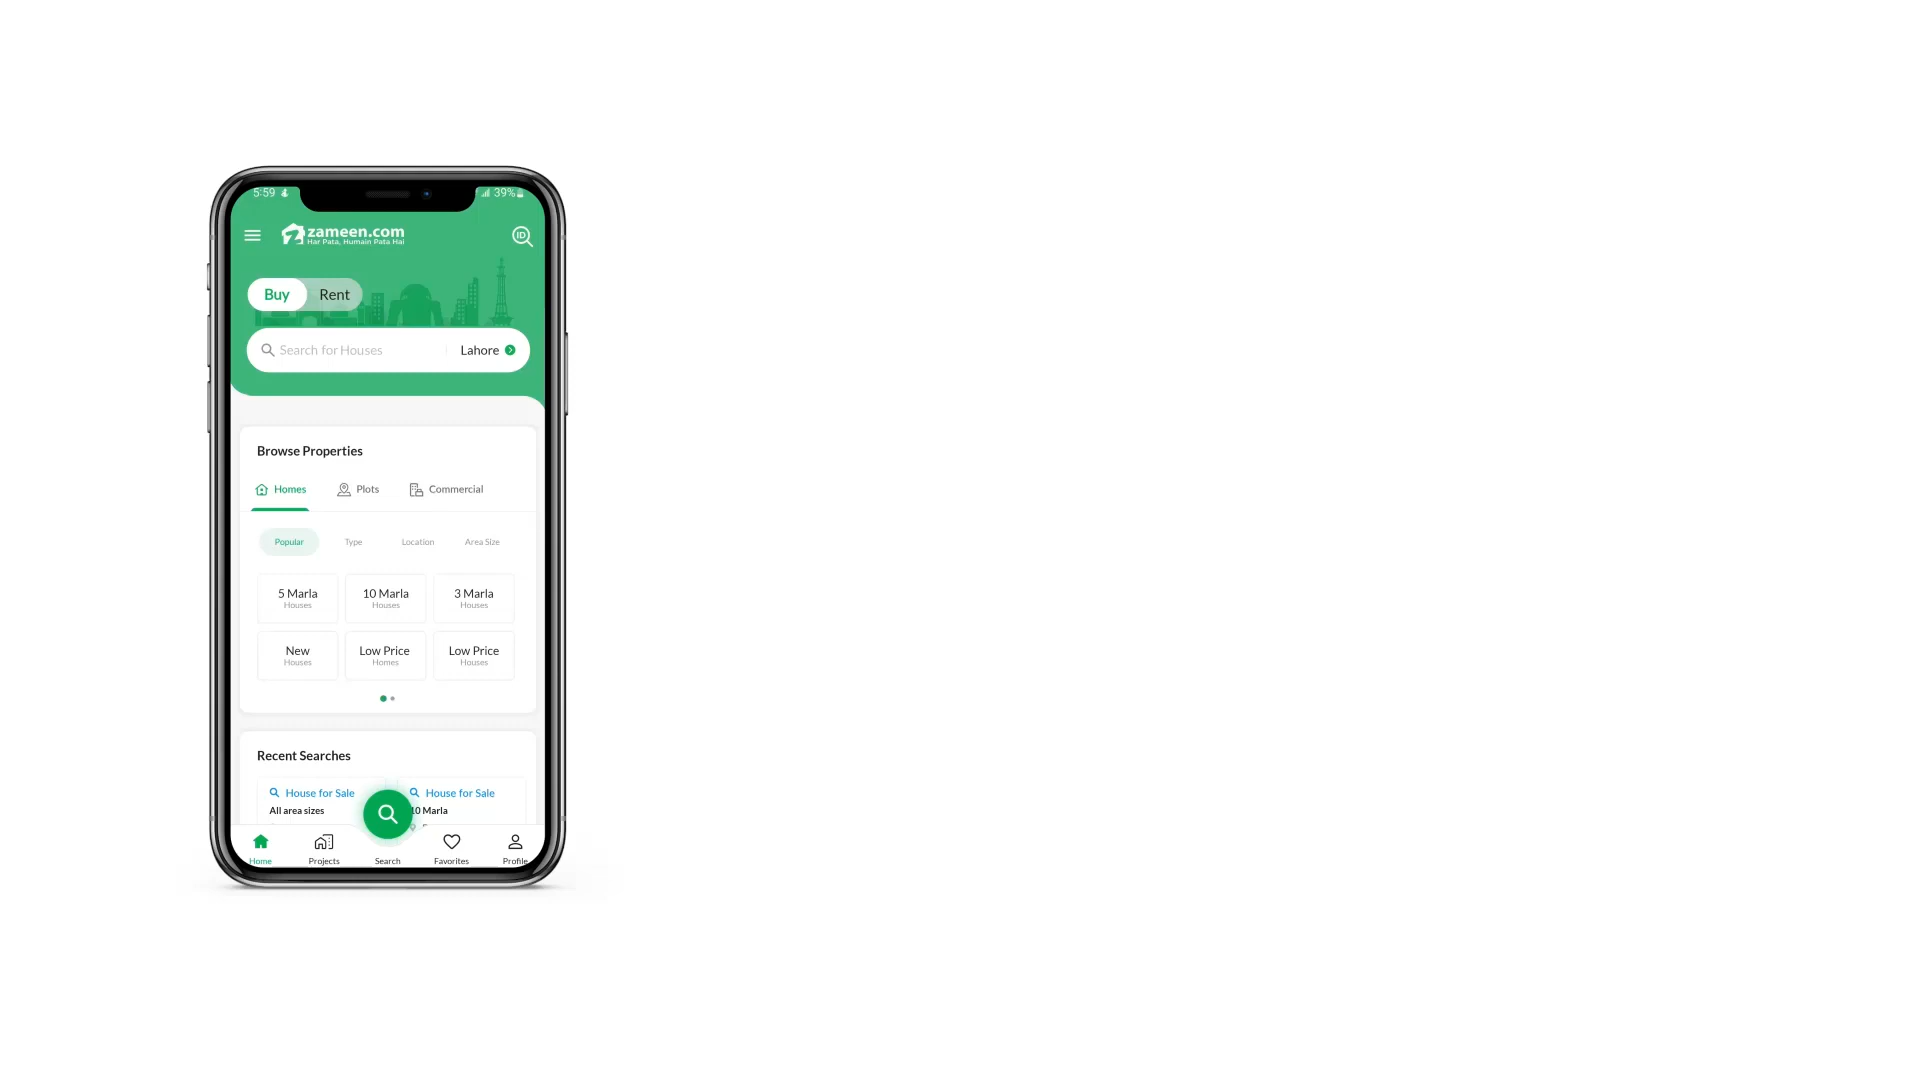 5:59
39%
zameen.com
Har Pata, Humain Pata Hai
ID
Buy
Rent
Search for Houses
Lahore
Browse Properties
Homes
Plots
Commercial
Popular
Type
Location
Area Size
5 Marla
Houses
10 Marla
Houses
3 Marla
Houses
New
Houses
Low Price
Homes
Low Price
Houses
Recent Searches
House for Sale
All area sizes
House for Sale
10 Marla
Home
Projects
Search
Favorites
Profile